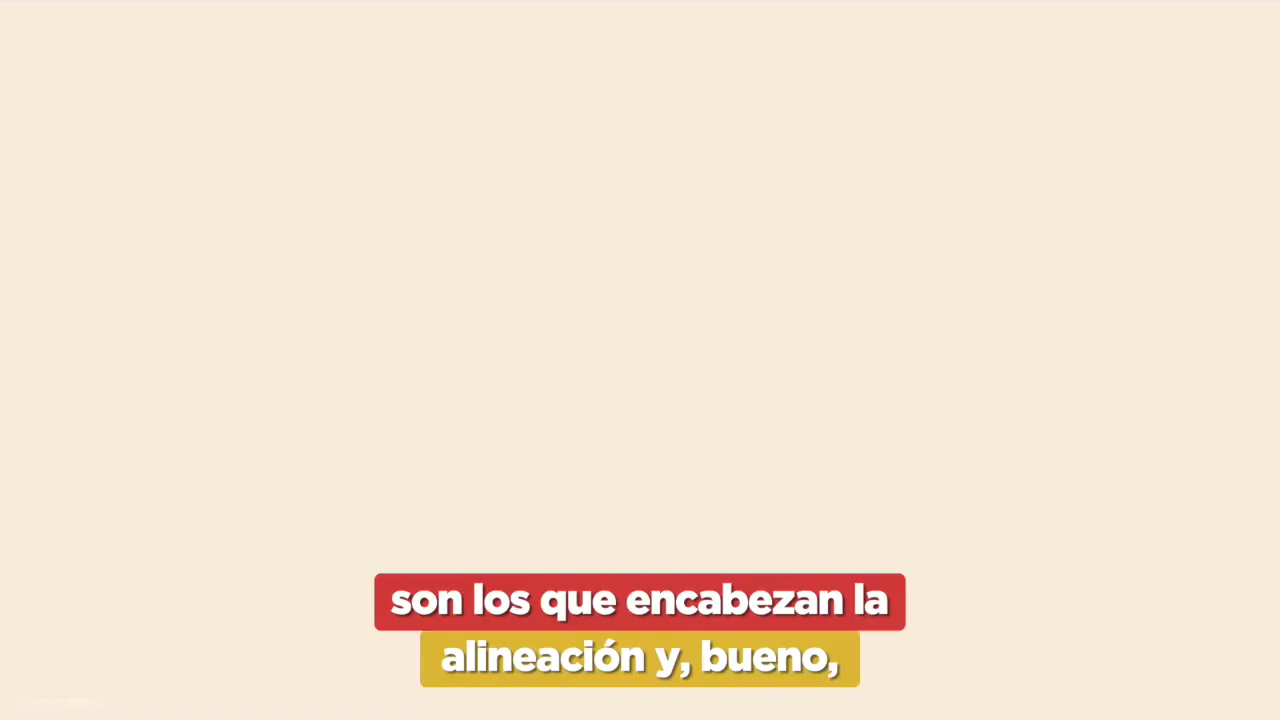 son los que encabezan la
alineación y, bueno,